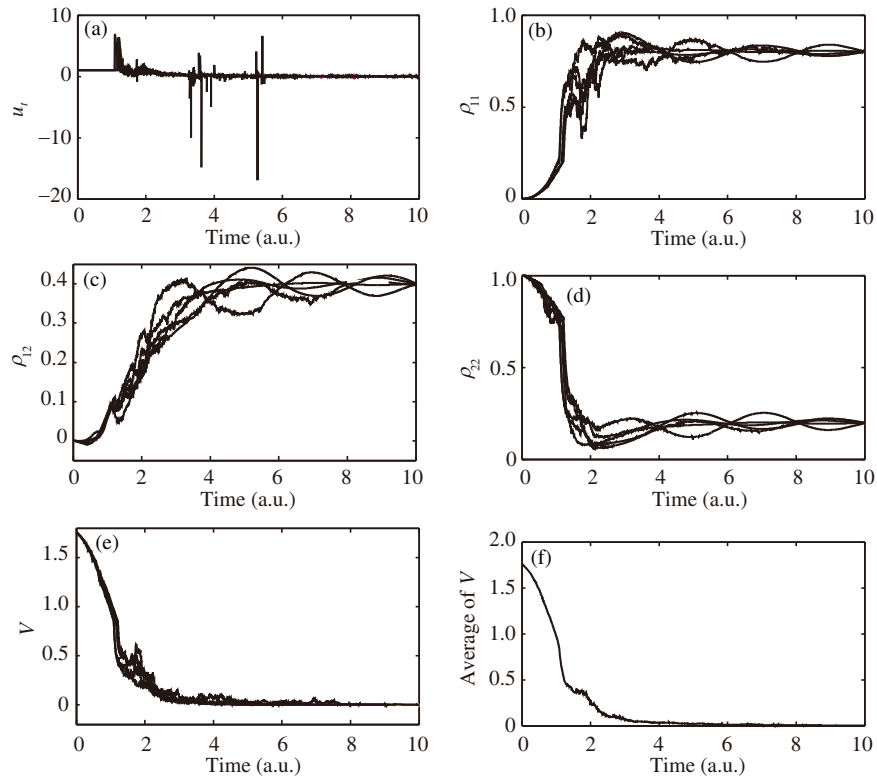 (a)
10
0
−10
−20
u_t
0 2 4 6 8 10
Time (a.u.)
(b)
1.0
0.5
0
ρ_11
0 2 4 6 8 10
Time (a.u.)
(c)
0.4
0.3
0.2
0.1
0
ρ_12
0 2 4 6 8 10
Time (a.u.)
(d)
1.0
0.5
0
ρ_22
0 2 4 6 8 10
Time (a.u.)
(e)
1.5
1.0
0.5
0
V
0 2 4 6 8 10
Time (a.u.)
(f)
2.0
1.5
1.0
0.5
0
Average of V
0 2 4 6 8 10
Time (a.u.)